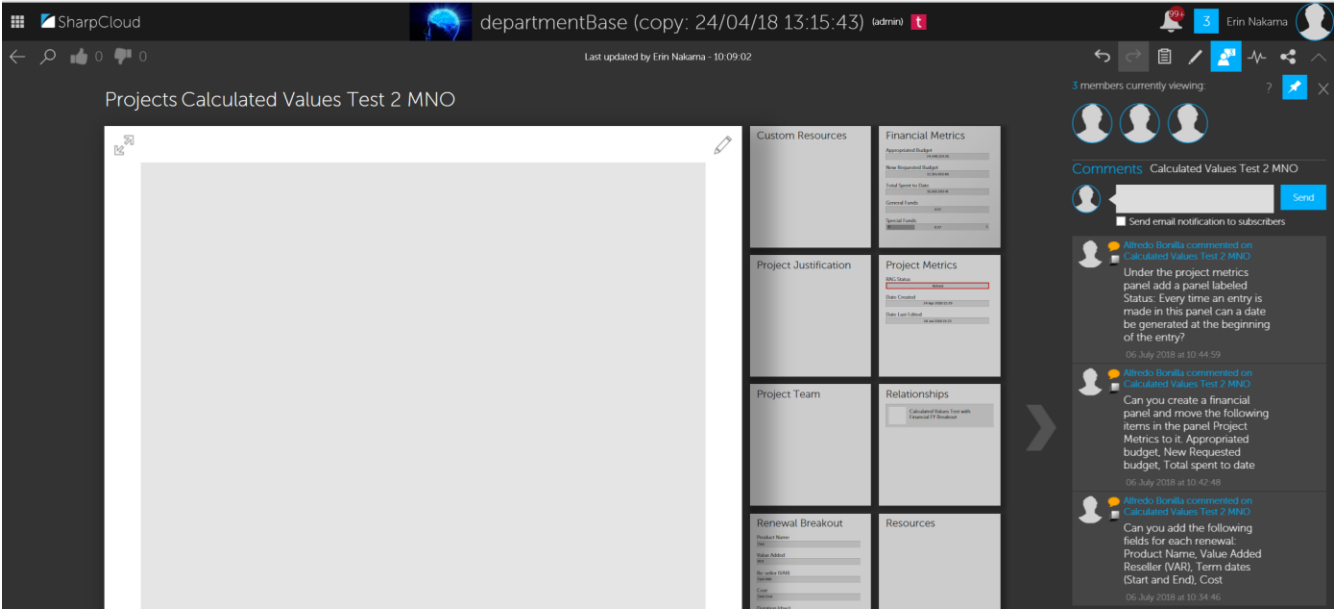 SharpCloud
departmentBase (copy: 24/04/18 13:15:43) (admin) t
99+
3
Erin Nakama
0 0
Last updated by Erin Nakama - 10:09:02
Projects Calculated Values Test 2 MNO
Custom Resources
Financial Metrics
Appropriated Budget
New Requested Budget
Total Spent to Date
General Funds
Special Funds
Project Justification
Project Metrics
RAG Status
Date Created
Date Last Edited
Project Team
Relationships
Calculated Values Test with
Financial FY Breakout
Renewal Breakout
Product Name
Value Added
Re-seller (VAR)
Cost
Resources
3 members currently viewing:
?
Comments Calculated Values Test 2 MNO
Send
Send email notification to subscribers
Alfredo Bonilla commented on
Calculated Values Test 2 MNO
Under the project metrics
panel add a panel labeled
Status: Every time an entry is
made in this panel can a date
be generated at the beginning
of the entry?
06 July 2018 at 10:44:59
Alfredo Bonilla commented on
Calculated Values Test 2 MNO
Can you create a financial
panel and move the following
items in the panel Project
Metrics to it. Appropriated
budget, New Requested
budget, Total spent to date
06 July 2018 at 10:42:48
Alfredo Bonilla commented on
Calculated Values Test 2 MNO
Can you add the following
fields for each renewal:
Product Name, Value Added
Reseller (VAR), Term dates
(Start and End), Cost
06 July 2018 at 10:34:46